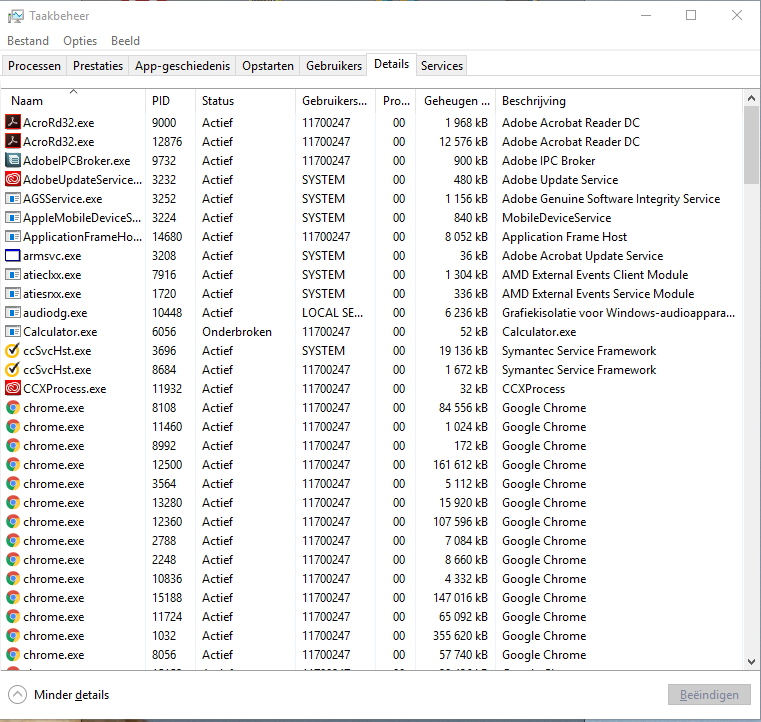 Taakbeheer
Bestand Opties Beeld
Processen Prestaties App-geschiedenis Opstarten Gebruikers Details Services
Naam PID Status Gebruikers... Pro... Geheugen ... Beschrijving
AcroRd32.exe 9000 Actief 11700247 00 1 968 kB Adobe Acrobat Reader DC
AcroRd32.exe 12876 Actief 11700247 00 12 576 kB Adobe Acrobat Reader DC
AdobeIPCBroker.exe 9732 Actief 11700247 00 900 kB Adobe IPC Broker
AdobeUpdateService... 3232 Actief SYSTEM 00 480 kB Adobe Update Service
AGSService.exe 3252 Actief SYSTEM 00 1 156 kB Adobe Genuine Software Integrity Service
AppleMobileDeviceS... 3224 Actief SYSTEM 00 840 kB MobileDeviceService
ApplicationFrameHo... 14680 Actief 11700247 00 8 052 kB Application Frame Host
armsvc.exe 3208 Actief SYSTEM 00 36 kB Adobe Acrobat Update Service
atieclxx.exe 7916 Actief SYSTEM 00 1 304 kB AMD External Events Client Module
atiesrxx.exe 1720 Actief SYSTEM 00 336 kB AMD External Events Service Module
audiodg.exe 10448 Actief LOCAL SE... 00 6 236 kB Grafiekisolatie voor Windows-audioappara...
Calculator.exe 6056 Onderbroken 11700247 00 52 kB Calculator.exe
ccSvcHst.exe 3696 Actief SYSTEM 00 19 136 kB Symantec Service Framework
ccSvcHst.exe 8684 Actief 11700247 00 1 672 kB Symantec Service Framework
CCXProcess.exe 11932 Actief 11700247 00 32 kB CCXProcess
chrome.exe 8108 Actief 11700247 00 84 556 kB Google Chrome
chrome.exe 11460 Actief 11700247 00 1 024 kB Google Chrome
chrome.exe 8992 Actief 11700247 00 172 kB Google Chrome
chrome.exe 12500 Actief 11700247 00 161 612 kB Google Chrome
chrome.exe 3564 Actief 11700247 00 5 112 kB Google Chrome
chrome.exe 13280 Actief 11700247 00 15 920 kB Google Chrome
chrome.exe 12360 Actief 11700247 00 107 596 kB Google Chrome
chrome.exe 2788 Actief 11700247 00 7 084 kB Google Chrome
chrome.exe 2248 Actief 11700247 00 8 660 kB Google Chrome
chrome.exe 10836 Actief 11700247 00 4 332 kB Google Chrome
chrome.exe 15188 Actief 11700247 00 147 016 kB Google Chrome
chrome.exe 11724 Actief 11700247 00 65 092 kB Google Chrome
chrome.exe 1032 Actief 11700247 00 355 620 kB Google Chrome
chrome.exe 8056 Actief 11700247 00 57 740 kB Google Chrome
Minder details Beëindigen